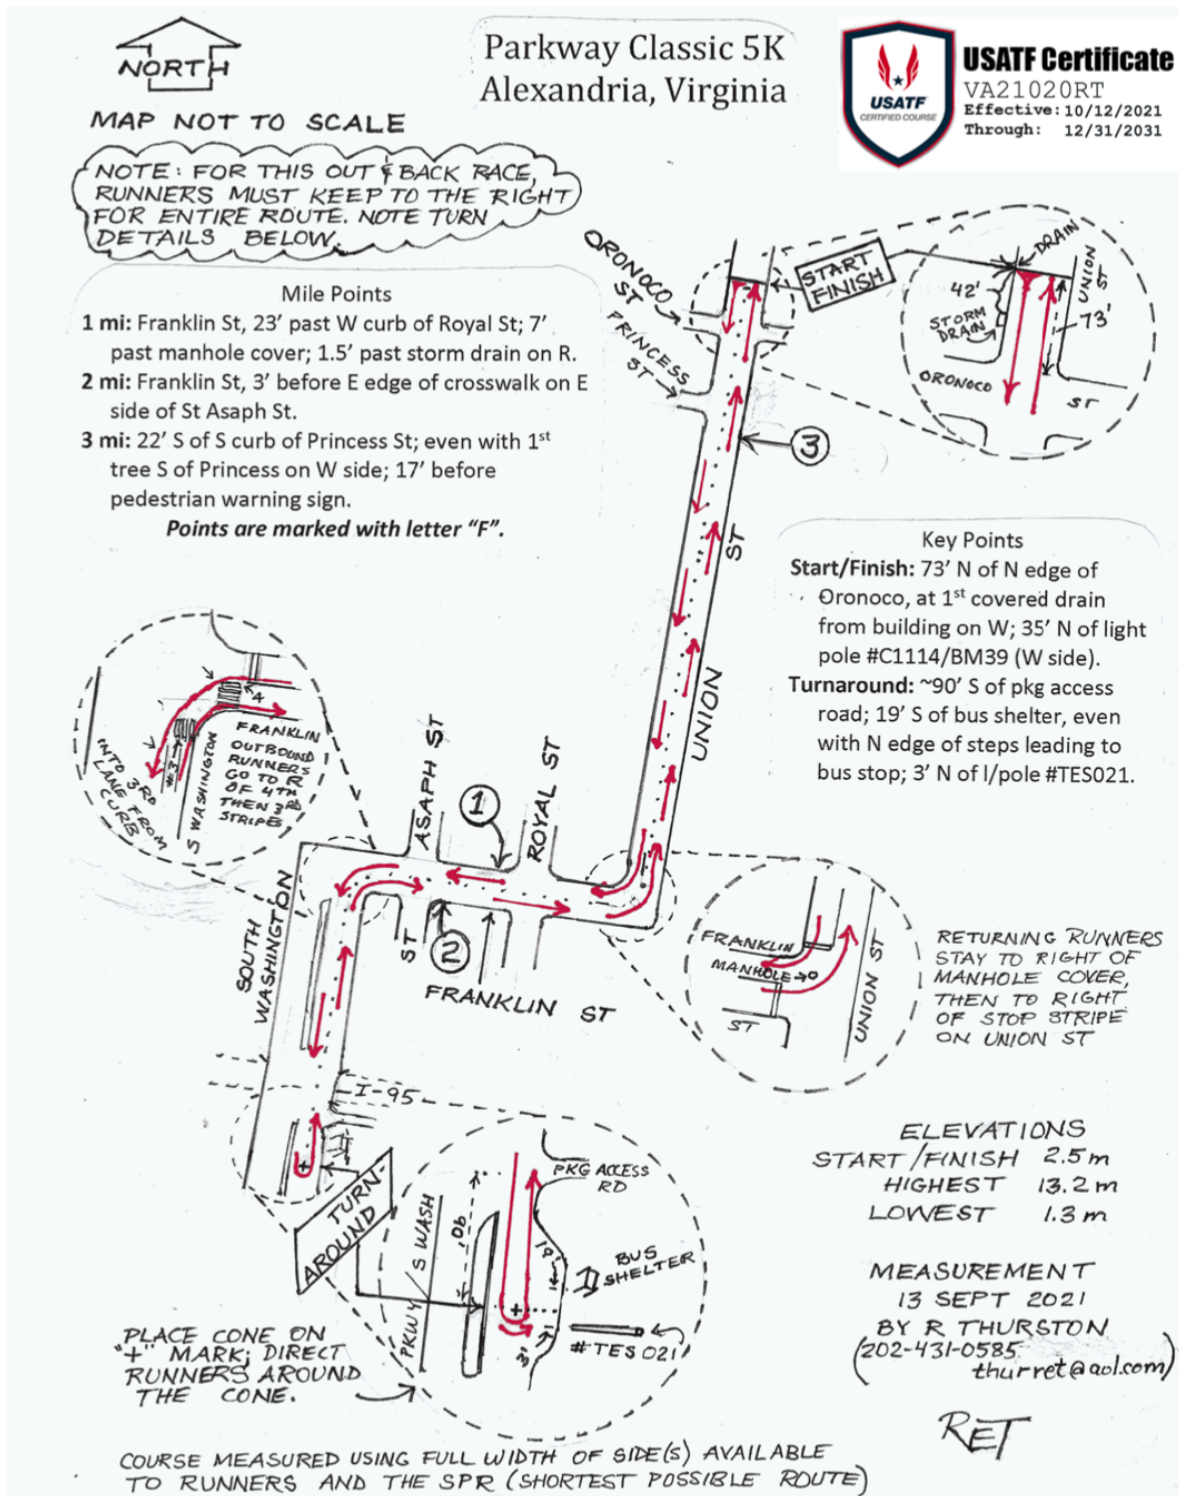 NORTH
MAP NOT TO SCALE
Parkway Classic 5K
Alexandria, Virginia
USATF
CERTIFIED COURSE
USATF Certificate
VA21020RT
Effective: 10/12/2021
Through: 12/31/2031
NOTE: FOR THIS OUT & BACK RACE,
RUNNERS MUST KEEP TO THE RIGHT
FOR ENTIRE ROUTE. NOTE TURN
DETAILS BELOW.
Mile Points
1 mi: Franklin St, 23' past W curb of Royal St; 7'
past manhole cover; 1.5' past storm drain on R.
2 mi: Franklin St, 3' before E edge of crosswalk on E
side of St Asaph St.
3 mi: 22' S of S curb of Princess St; even with 1st
tree S of Princess on W side; 17' before
pedestrian warning sign.
Points are marked with letter "F".
ORONOCO
ST
PRINCESS
ST
START
FINISH
DRAIN
UNION
ST
42'
73'
STORM
DRAIN
ORONOCO
ST
3
ST
UNION
Key Points
Start/Finish: 73' N of N edge of
Oronoco, at 1st covered drain
from building on W; 35' N of light
pole #C1114/BM39 (W side).
Turnaround: ~90' S of pkg access
road; 19' S of bus shelter, even
with N edge of steps leading to
bus stop; 3' N of l/pole #TES021.
#4
#3
FRANKLIN
OUTBOUND
RUNNERS
GO TO R
OF 4TH
THEN 3RD
STRIPES
S WASHINGTON
INTO 3RD
LANE FROM
CURB
ASAPH ST
1
ROYAL ST
SOUTH
WASHINGTON
ST
2
FRANKLIN ST
FRANKLIN
MANHOLE
ST
UNION ST
RETURNING RUNNERS
STAY TO RIGHT OF
MANHOLE COVER,
THEN TO RIGHT
OF STOP STRIPE
ON UNION ST
I-95
TURN-
AROUND
PKWY/S WASH
90'
PKG ACCESS
RD
19'
BUS
SHELTER
3'
#TES 021
PLACE CONE ON
"+" MARK; DIRECT
RUNNERS AROUND
THE CONE.
ELEVATIONS
START/FINISH 2.5 m
HIGHEST 13.2 m
LOWEST 1.3 m
MEASUREMENT
13 SEPT 2021
BY R THURSTON
(202-431-0585
thurret@aol.com)
RET
COURSE MEASURED USING FULL WIDTH OF SIDE(S) AVAILABLE
TO RUNNERS AND THE SPR (SHORTEST POSSIBLE ROUTE)